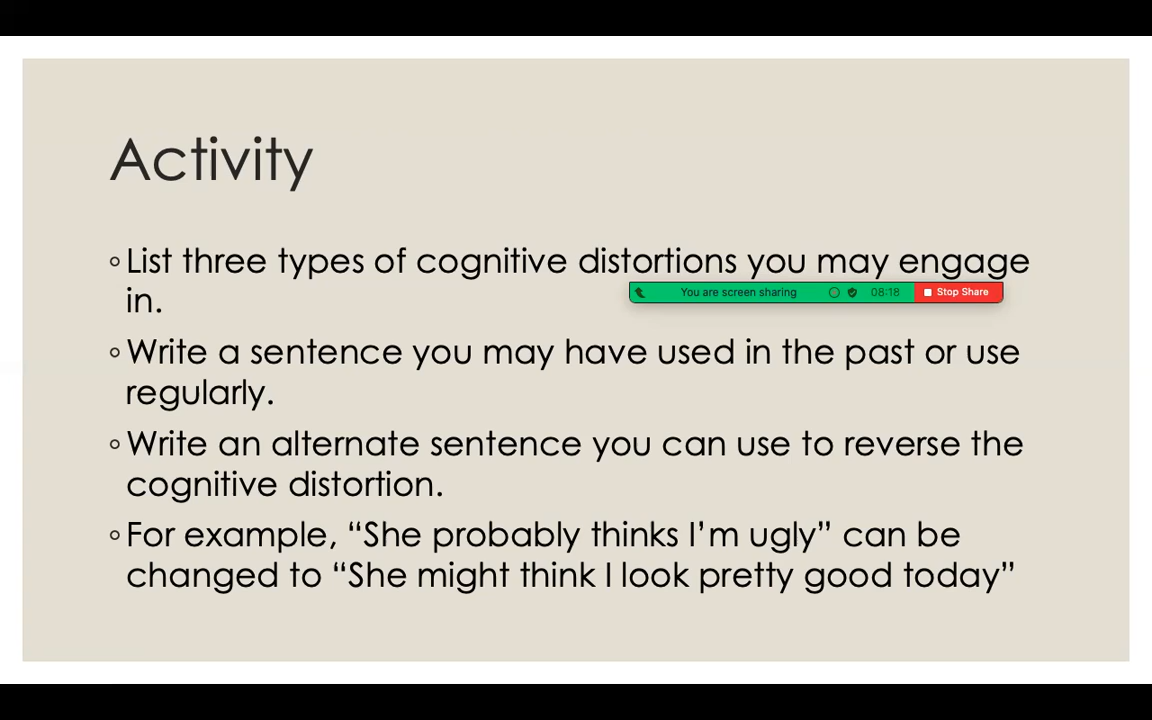 Activity
◦List three types of cognitive distortions you may engage
in.
You are screen sharing 08:18 Stop Share
◦Write a sentence you may have used in the past or use
regularly.
◦Write an alternate sentence you can use to reverse the
cognitive distortion.
◦For example, “She probably thinks I’m ugly” can be
changed to “She might think I look pretty good today”